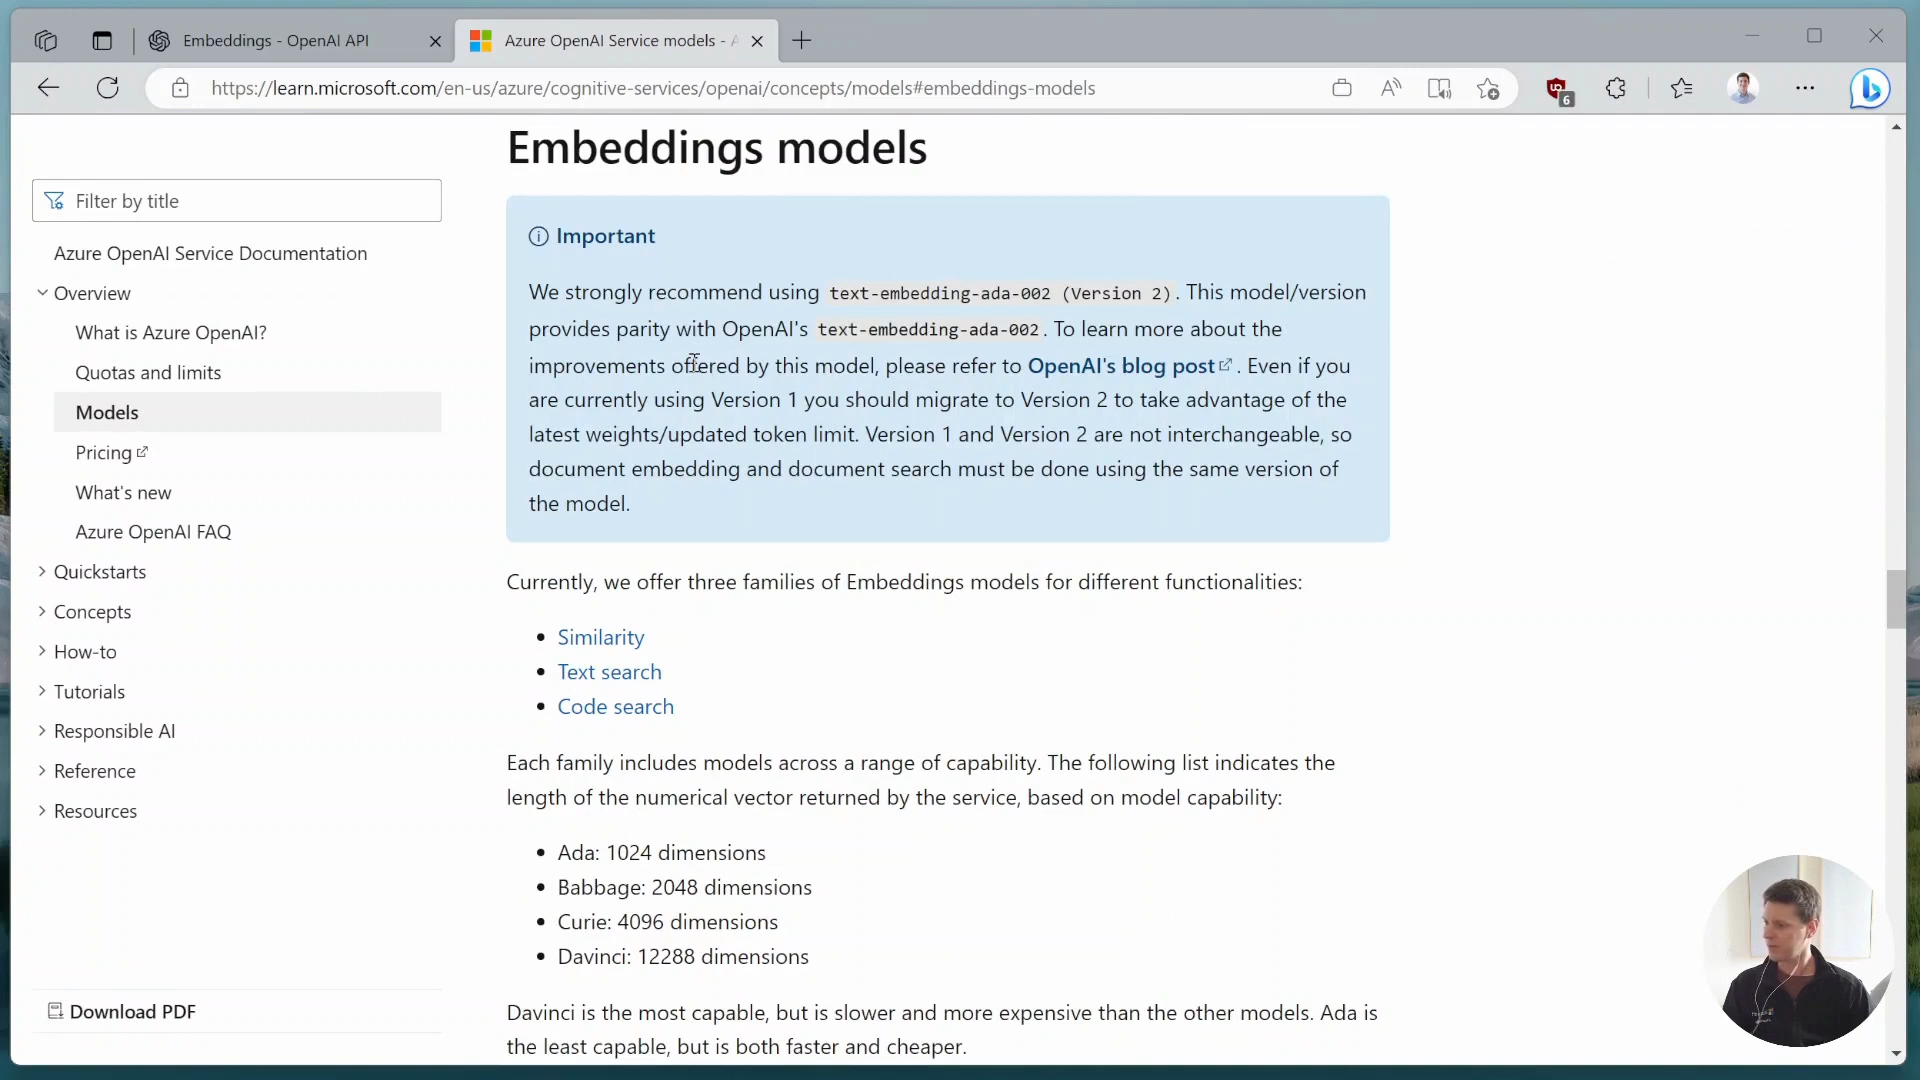 Embeddings - OpenAI API
Azure OpenAI Service models - A
https://learn.microsoft.com/en-us/azure/cognitive-services/openai/concepts/models#embeddings-models
6
Filter by title
Azure OpenAI Service Documentation
Overview
What is Azure OpenAI?
Quotas and limits
Models
Pricing
What's new
Azure OpenAI FAQ
Quickstarts
Concepts
How-to
Tutorials
Responsible AI
Reference
Resources
Download PDF
Embeddings models
Important
We strongly recommend using text-embedding-ada-002 (Version 2). This model/version
provides parity with OpenAI's text-embedding-ada-002. To learn more about the
improvements offered by this model, please refer to OpenAI's blog post. Even if you
are currently using Version 1 you should migrate to Version 2 to take advantage of the
latest weights/updated token limit. Version 1 and Version 2 are not interchangeable, so
document embedding and document search must be done using the same version of
the model.
Currently, we offer three families of Embeddings models for different functionalities:
• Similarity
• Text search
• Code search
Each family includes models across a range of capability. The following list indicates the
length of the numerical vector returned by the service, based on model capability:
• Ada: 1024 dimensions
• Babbage: 2048 dimensions
• Curie: 4096 dimensions
• Davinci: 12288 dimensions
Davinci is the most capable, but is slower and more expensive than the other models. Ada is
the least capable, but is both faster and cheaper.